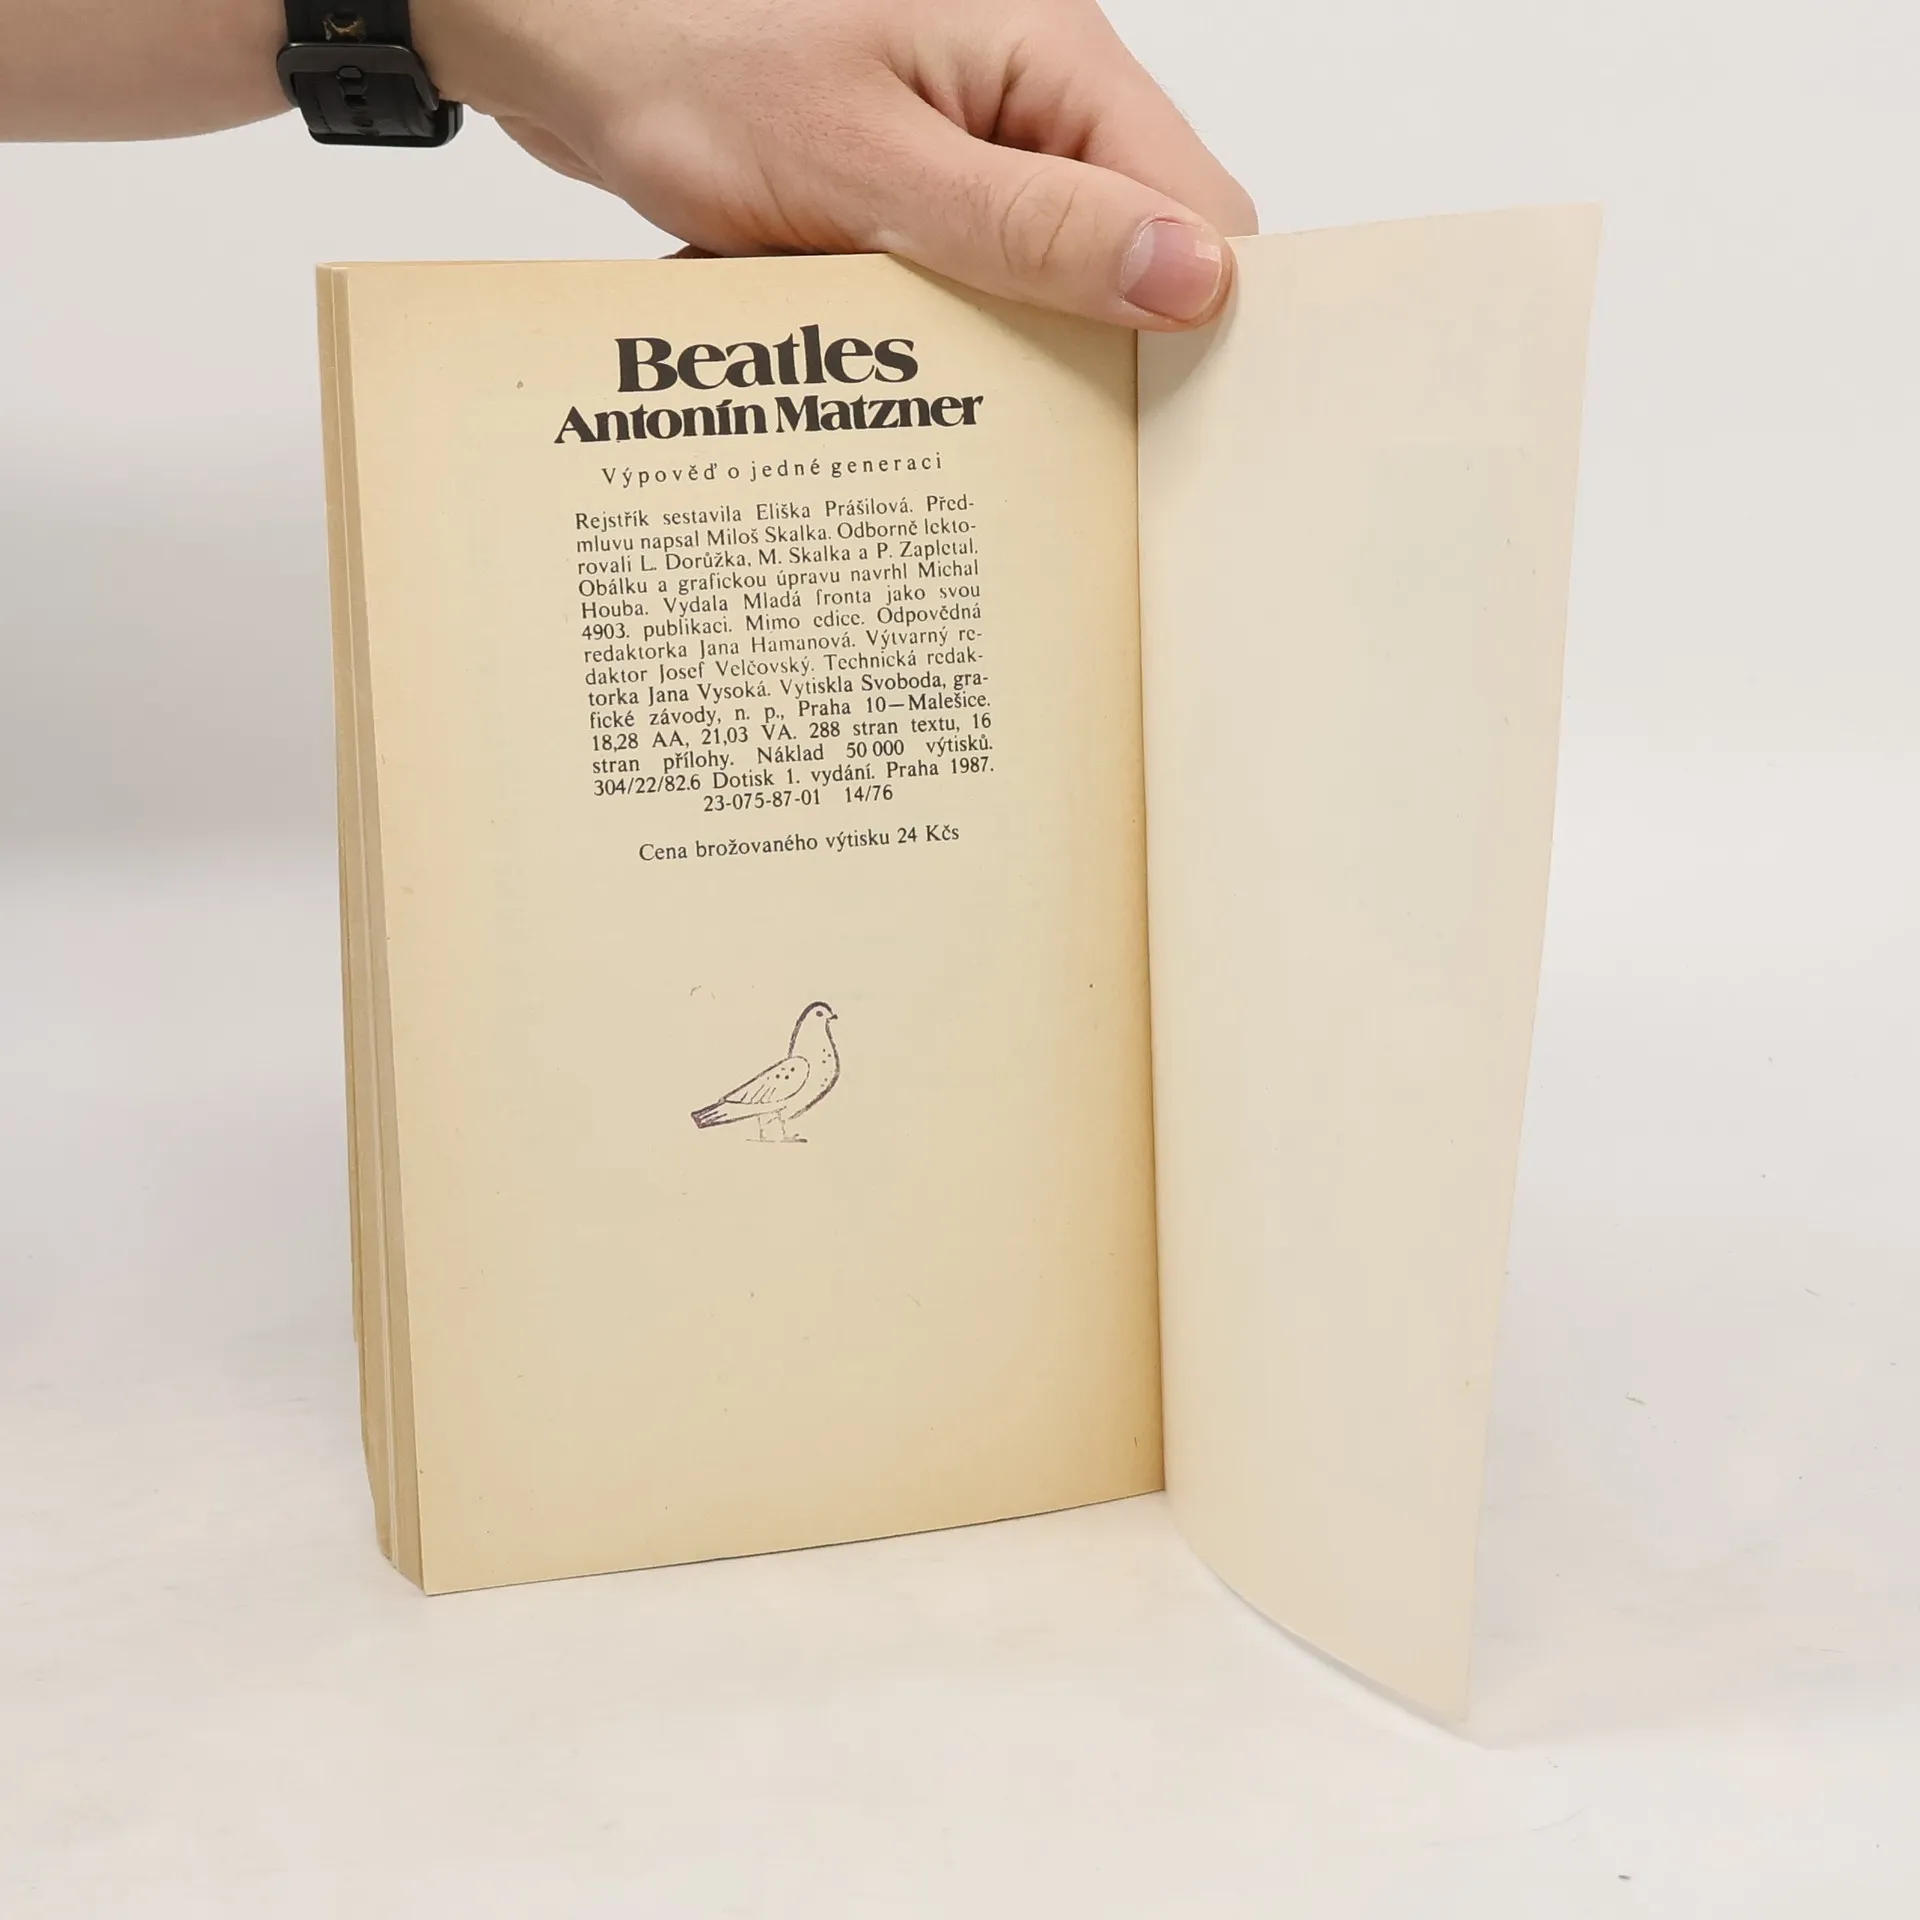 Beatles
Antonín Matzner
Výpověď o jedné generaci
Rejstřík sestavila Eliška Prášilová. Před-
mluvu napsal Miloš Skalka. Odborně lekto-
rovali L. Dorůžka, M. Skalka a P. Zapletal.
Obálku a grafickou úpravu navrhl Michal
Houba. Vydala Mladá fronta jako svou
4903. publikaci. Mimo edice. Odpovědná
redaktorka Jana Hamanová. Výtvarný re-
daktor Josef Velčovský. Technická redak-
torka Jana Vysoká. Vytiskla Svoboda, gra-
fické závody, n. p., Praha 10—Malešice.
18,28 AA, 21,03 VA. 288 stran textu, 16
stran přílohy. Náklad 50 000 výtisků.
304/22/82.6 Dotisk 1. vydání. Praha 1987.
23-075-87-01 14/76
Cena brožovaného výtisku 24 Kčs